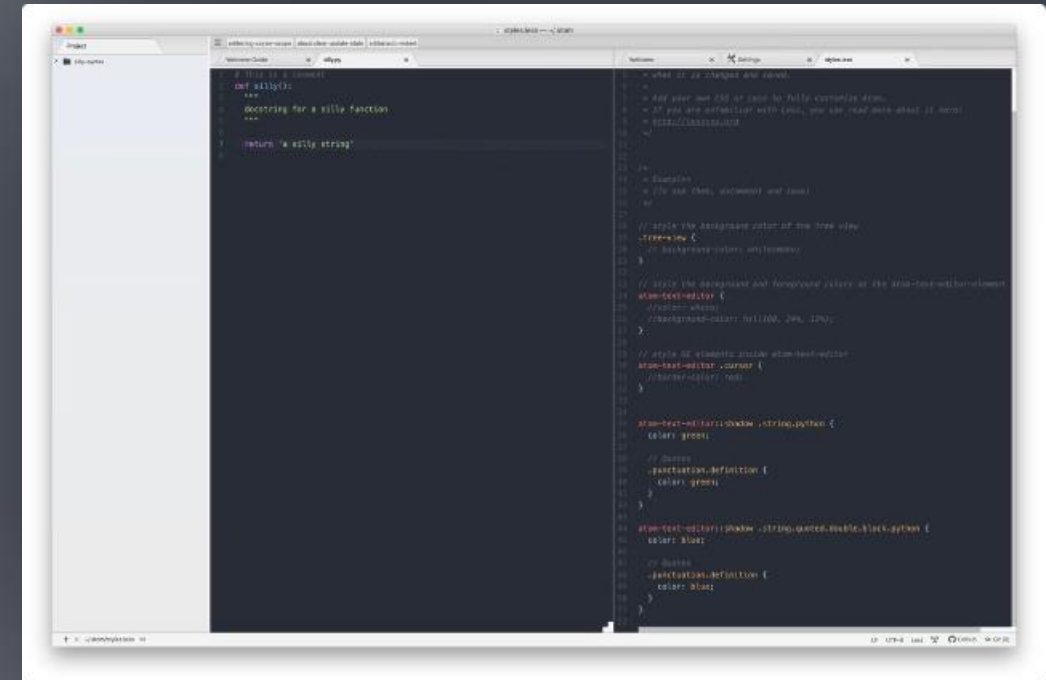 styles.less — ~/.atom
Project
silly-python
Welcome Guide
silly.py
# This is a comment
def silly():
"""
docstring for a silly function
"""
return 'a silly string'
Welcome
Settings
styles.less
* when it is changed and saved.
*
* Add your own CSS or Less to fully customize Atom.
* If you are unfamiliar with Less, you can read more about it here:
* http://lesscss.org
*/
/*
* Examples
* (To see them, uncomment and save)
*/
// style the background color of the tree view
.tree-view {
// background-color: whitesmoke;
}
// style the background and foreground colors on the atom-text-editor-element
atom-text-editor {
//color: white;
//background-color: hsl(180, 24%, 12%);
}
// style UI elements inside atom-text-editor
atom-text-editor .cursor {
//border-color: red;
}
atom-text-editor::shadow .string.python {
color: green;
// Quotes
.punctuation.definition {
color: green;
}
}
atom-text-editor::shadow .string.quoted.double.block.python {
color: blue;
// Quotes
.punctuation.definition {
color: blue;
}
}
LF UTF-8 Less GitHub Git (0)